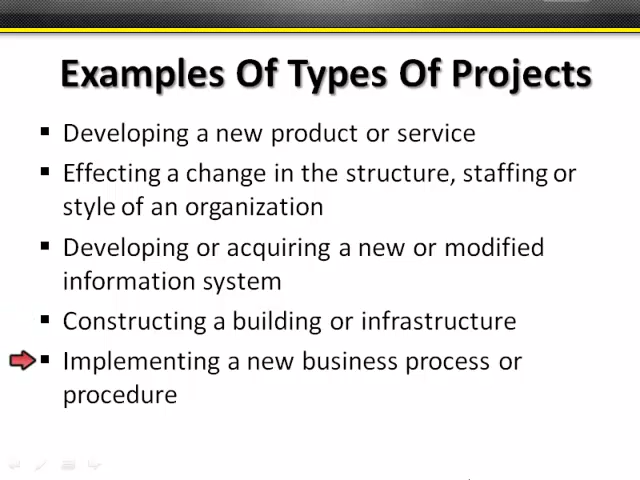 Examples Of Types Of Projects
▪ Developing a new product or service
▪ Effecting a change in the structure, staffing or
style of an organization
▪ Developing or acquiring a new or modified
information system
▪ Constructing a building or infrastructure
▪ Implementing a new business process or
procedure